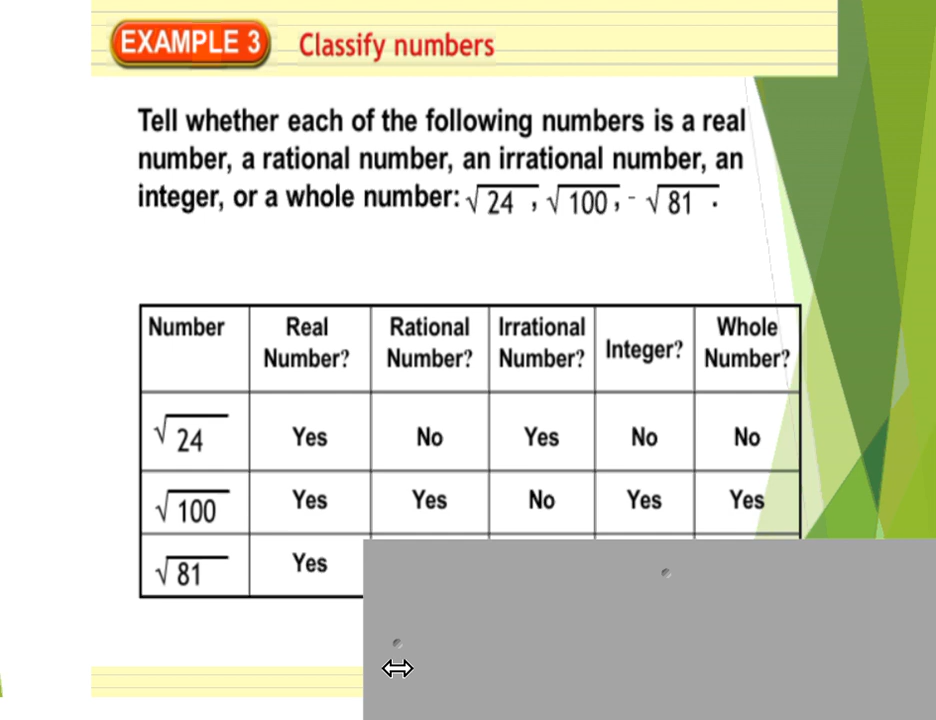 EXAMPLE 3 Classify numbers
Tell whether each of the following numbers is a real
number, a rational number, an irrational number, an
integer, or a whole number: √24 , √100 , - √81 .
Number Real Number? Rational Number? Irrational Number? Integer? Whole Number?
√24 Yes No Yes No No
√100 Yes Yes No Yes Yes
√81 Yes